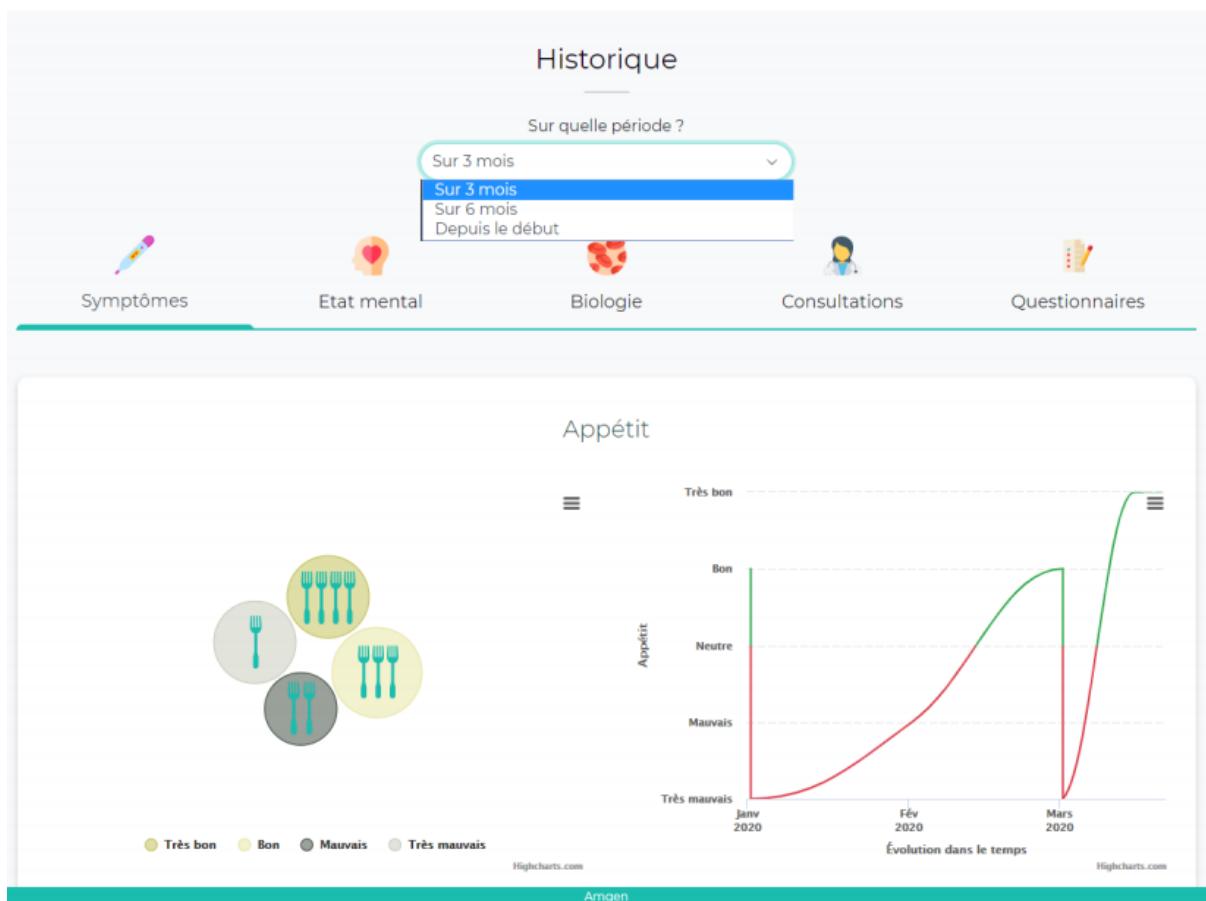 Historique
Sur quelle période ?
Sur 3 mois
Sur 3 mois
Sur 6 mois
Depuis le début
Symptômes
Etat mental
Biologie
Consultations
Questionnaires
Appétit
Très bon
Bon
Mauvais
Très mauvais
Highcharts.com
Appétit
Très bon
Bon
Neutre
Mauvais
Très mauvais
Janv
2020
Fév
2020
Mars
2020
Évolution dans le temps
Highcharts.com
Amgen